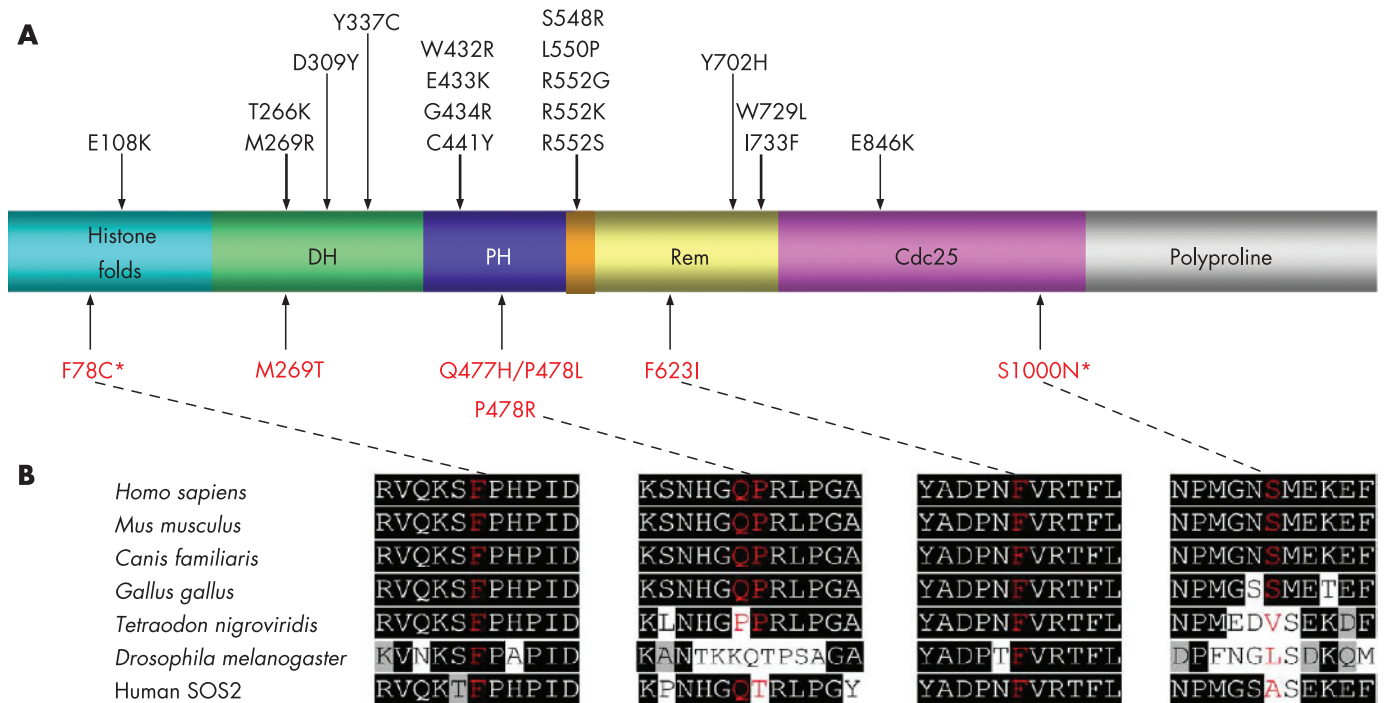 A
Y337C
S548R
W432R
L550P
D309Y
E433K
R552G
Y702H
T266K
G434R
R552K
W729L
E108K
M269R
C441Y
R552S
I733F
E846K
Histone
folds
DH
PH
Rem
Cdc25
Polyproline
F78C*
M269T
Q477H/P478L
F623I
S1000N*
P478R
B
Homo sapiens RVQKSFPHPID KSNHGQPRLPGA YADPNFVRTFL NPMGNSMEKEF
Mus musculus RVQKSFPHPID KSNHGQPRLPGA YADPNFVRTFL NPMGNSMEKEF
Canis familiaris RVQKSFPHPID KSNHGQPRLPGA YADPNFVRTFL NPMGNSMEKEF
Gallus gallus RVQKSFPHPID KSNHGQPRLPGA YADPNFVRTFL NPMGSSMETEF
Tetraodon nigroviridis RVQKSFPHPID KLNHGPPRLPGA YADPNFVRTFL NPMEDVSEKDF
Drosophila melanogaster KVNKSFPAPID KANTKKQTPSAGA YADPTFVRTFL DPFNGLSDKQM
Human SOS2 RVQKTFPHPID KPNHGQTRLPGY YADPNFVRTFL NPMGSASEKEF